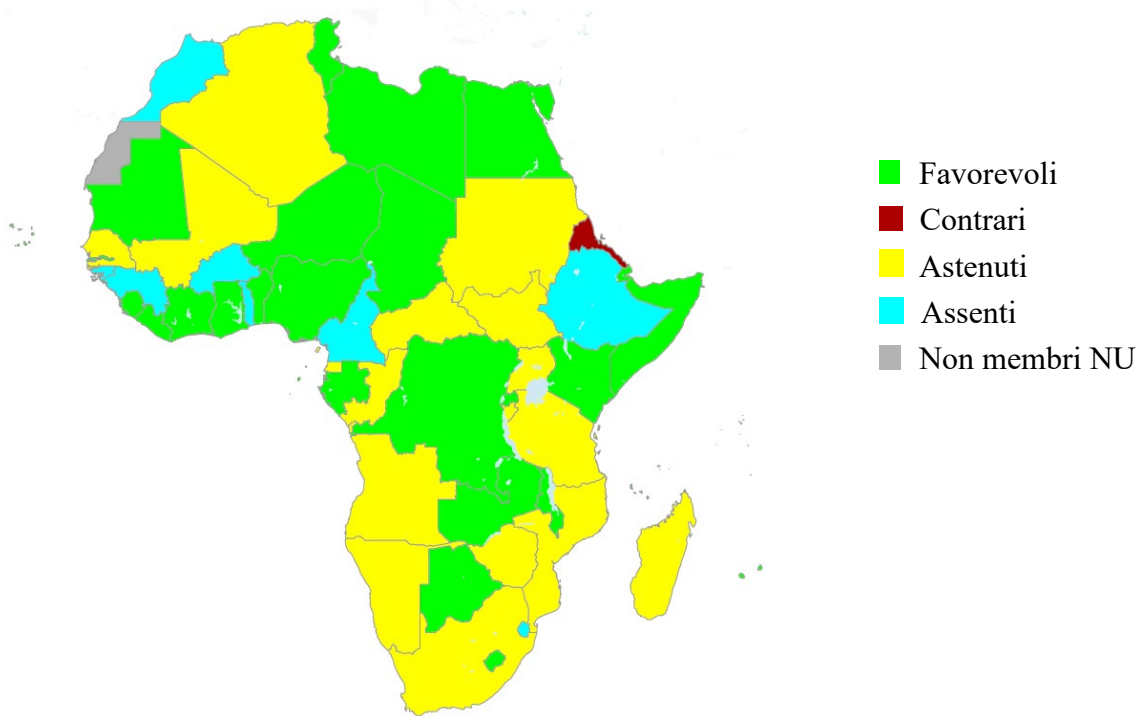 Favorevoli
Contrari
Astenuti
Assenti
Non membri NU